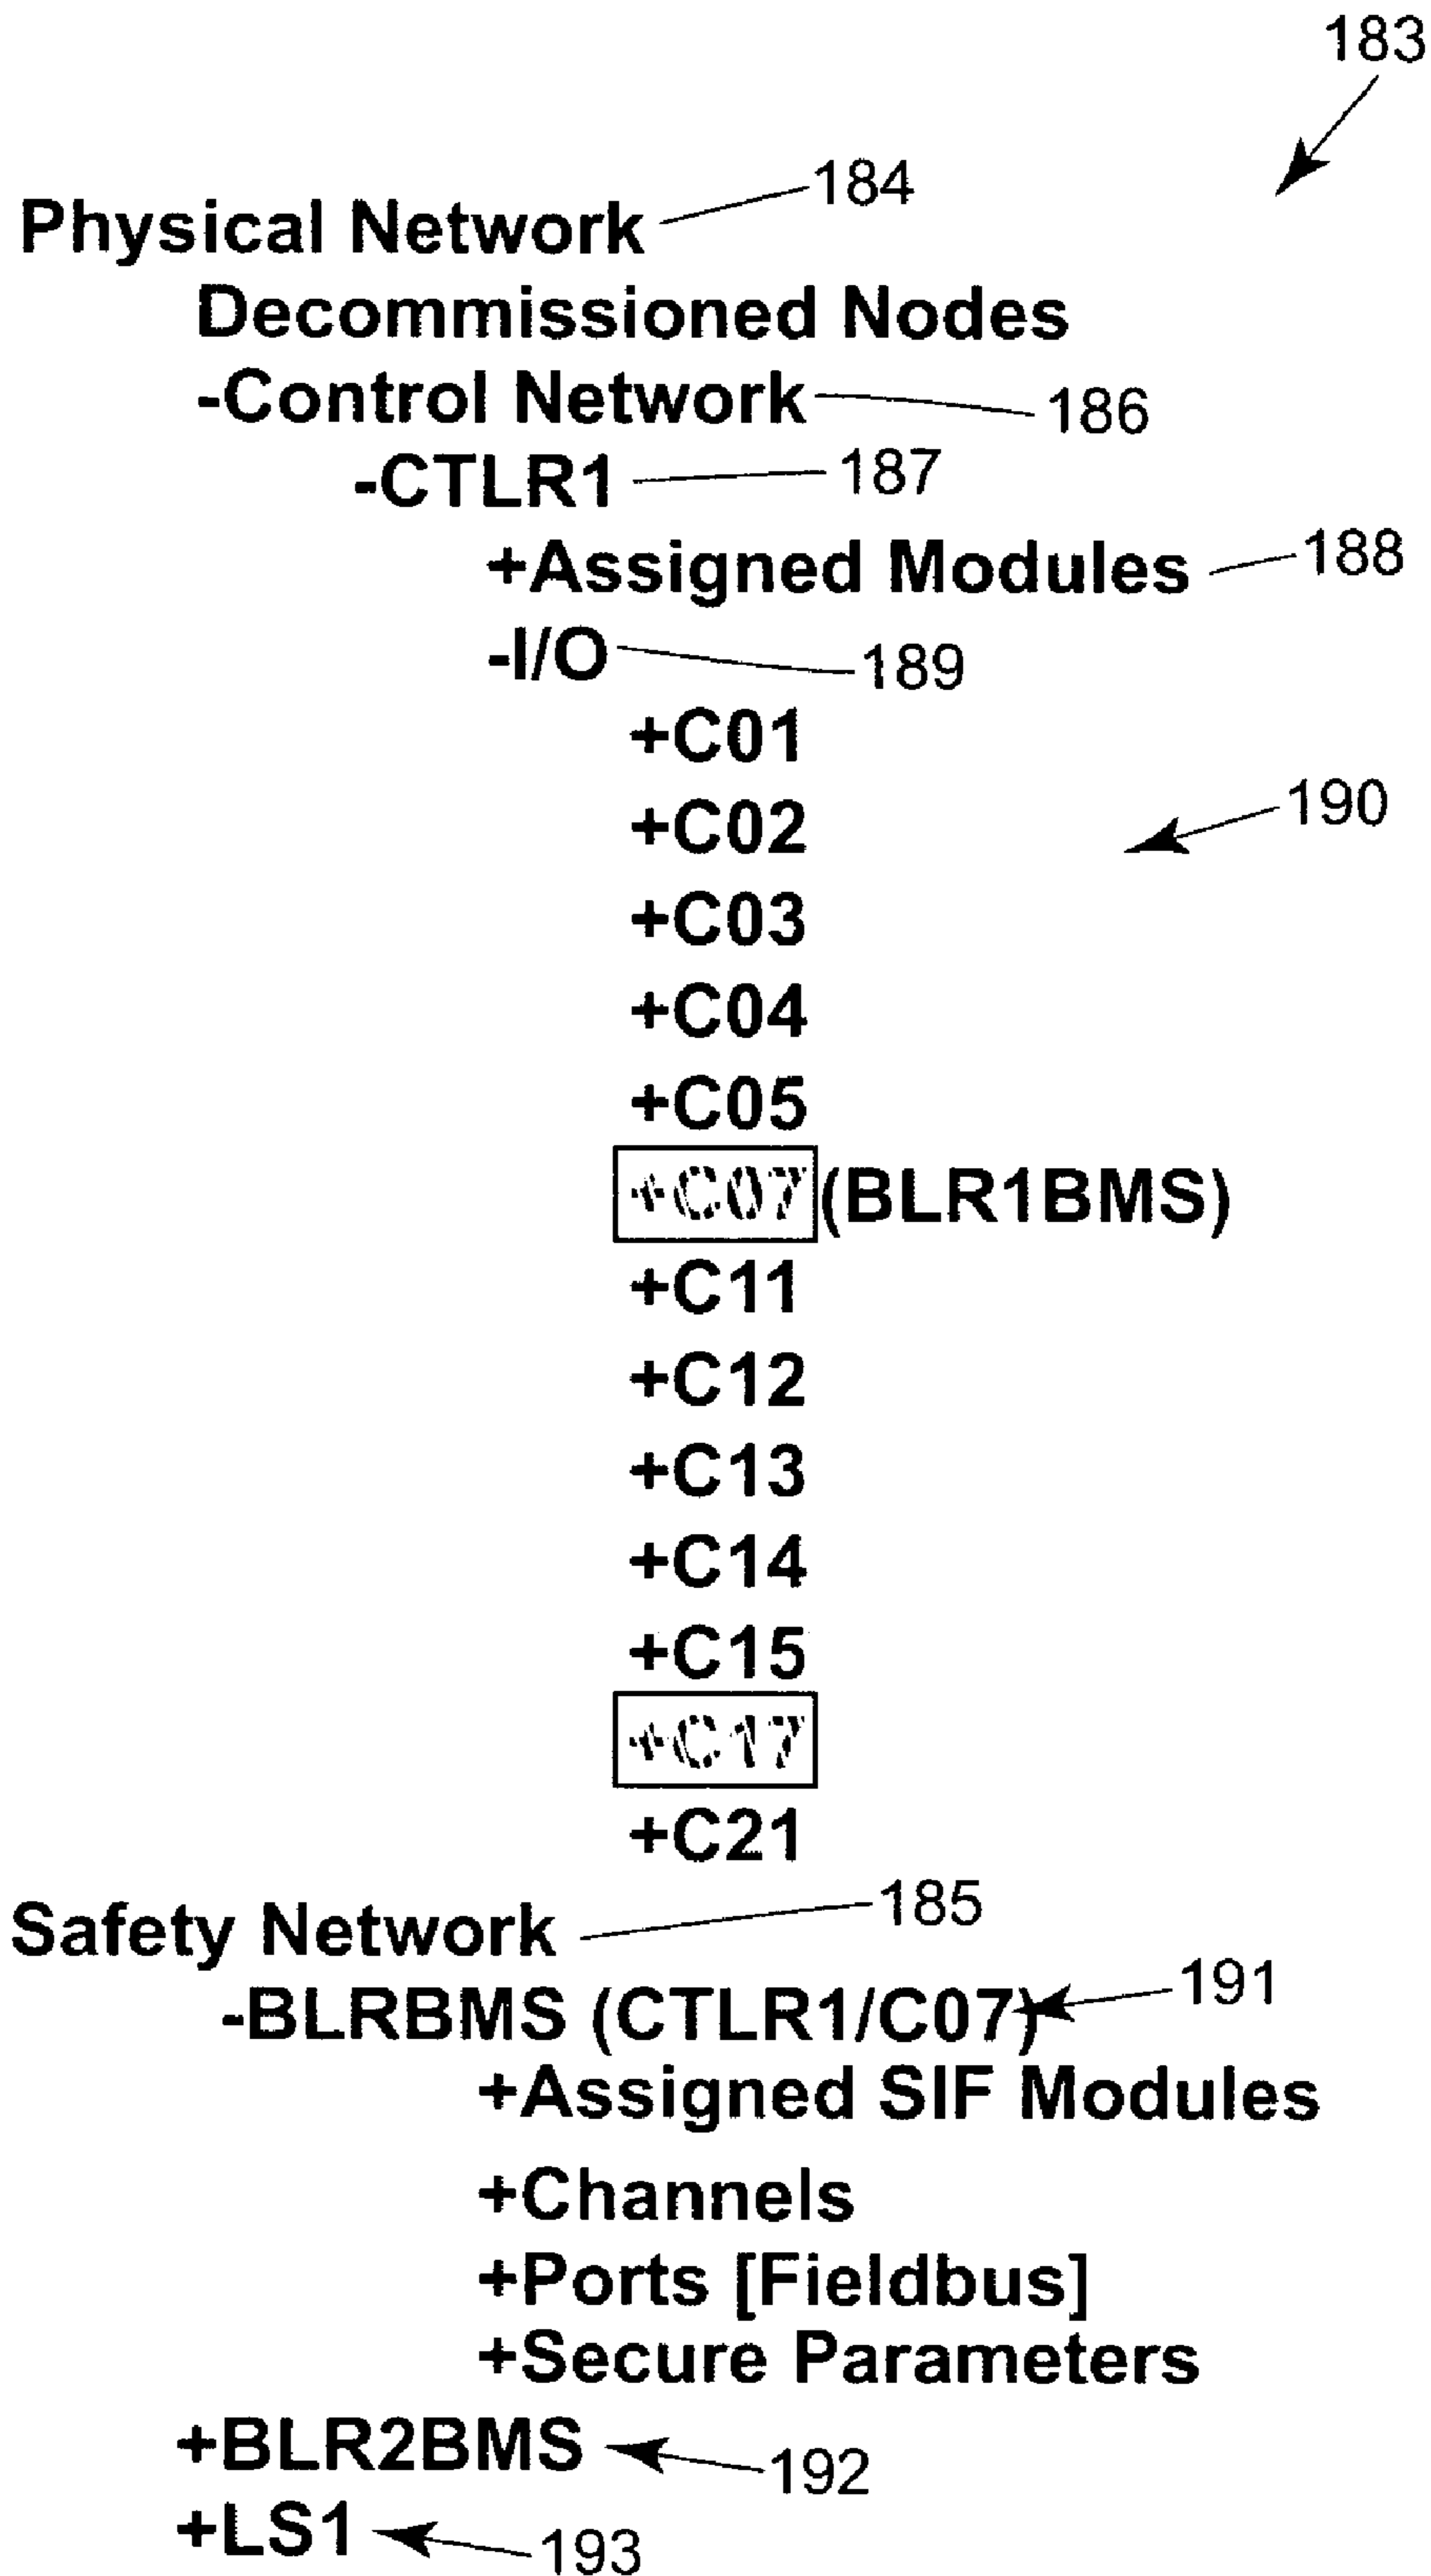 183
Physical Network 184
Decommissioned Nodes
-Control Network 186
-CTLR1 187
+Assigned Modules 188
-I/O 189
+C01
+C02 190
+C03
+C04
+C05
+C07 (BLR1BMS)
+C11
+C12
+C13
+C14
+C15
+C17
+C21
Safety Network 185
-BLRBMS (CTLR1/C07) 191
+Assigned SIF Modules
+Channels
+Ports [Fieldbus]
+Secure Parameters
+BLR2BMS 192
+LS1 193